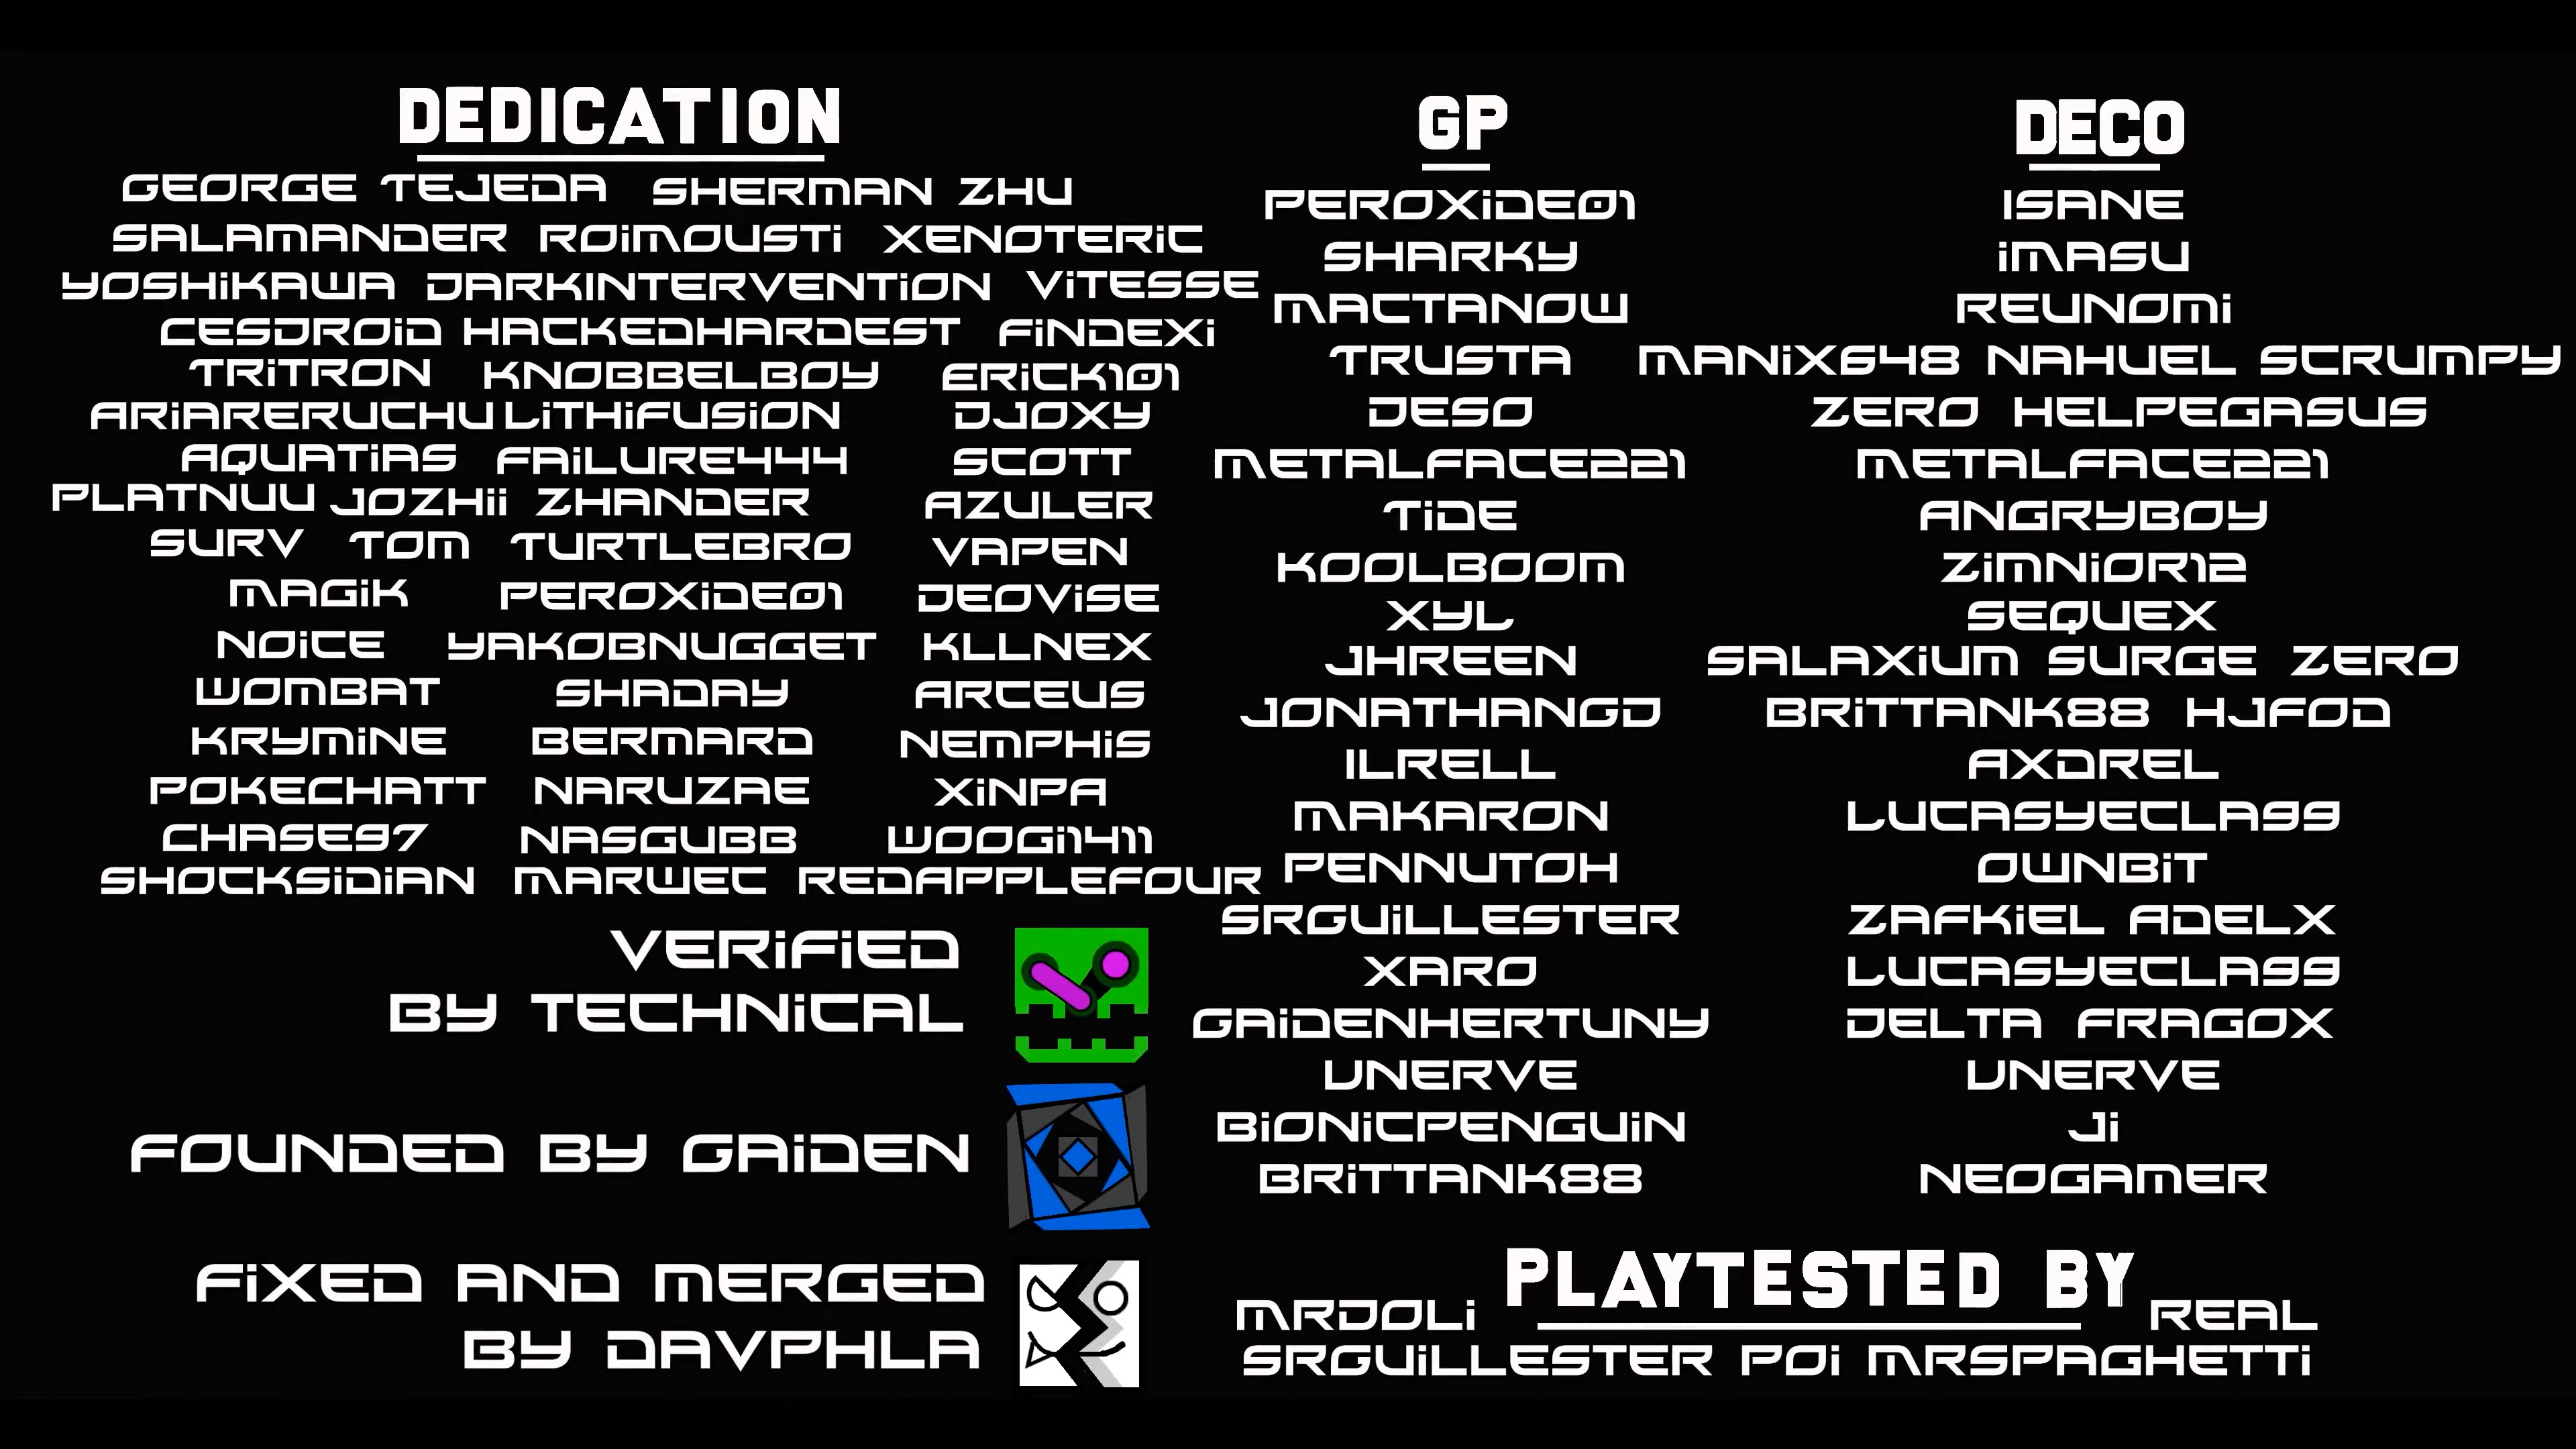 DEDICATION
GEORGE TEJEDA SHERMAN ZHU
SALAMANDER ROIMOUSTI XENOTERIC
YOSHIKAWA DARKINTERVENTION VITESSE
CESDROID HACKEDHARDEST FINDEXI
TRITRON KNOBBELBOY ERICK101
ARIARERUCHU LITHIFUSION DJOXY
AQUATIAS FAILURE444 SCOTT
PLATNUU JOZHII ZHANDER AZULER
SURV TOM TURTLEBRO VAPEN
MAGIK PEROXIDE01 DEOVISE
NOICE YAKOBNUGGET KLLNEX
WOMBAT SHADAY ARCEUS
KRYMINE BERMARD NEMPHIS
POKECHATT NARUZAE XINPA
CHASE97 NASGUBB WOOGI1411
SHOCKSIDIAN MARWEC REDAPPLEFOUR
VERIFIED
BY TECHNICAL
FOUNDED BY GAIDEN
FIXED AND MERGED
BY DAVPHLA
GP
PEROXIDE01
SHARKY
MACTANOW
TRUSTA
DESO
METALFACE221
TIDE
KOOLBOOM
XYL
JHREEN
JONATHANGD
ILRELL
MAKARON
PENNUTOH
SRGUILLESTER
XARO
GAIDENHERTUNY
UNERVE
BIONICPENGUIN
BRITTANK88
DECO
ISANE
IMASU
REUNOMI
MANIX648 NAHUEL SCRUMPY
ZERO HELPEGASUS
METALFACE221
ANGRYBOY
ZIMNIOR12
SEQUEX
SALAXIUM SURGE ZERO
BRITTANK88 HJFOD
AXDREL
LUCASYECLA99
OWNBIT
ZAFKIEL ADELX
LUCASYECLA99
DELTA FRAGOX
UNERVE
JI
NEOGAMER
PLAYTESTED BY
MRDOLI REAL
SRGUILLESTER POI MRSPAGHETTI